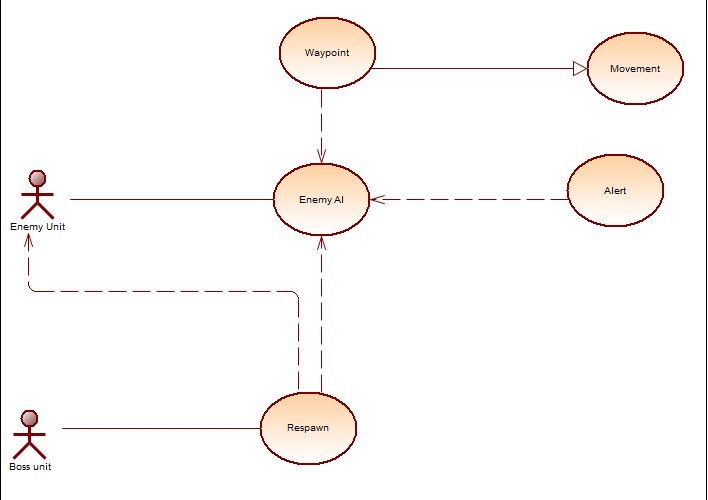 Waypoint
Movement
Enemy AI
Alert
Enemy Unit
Respawn
Boss unit